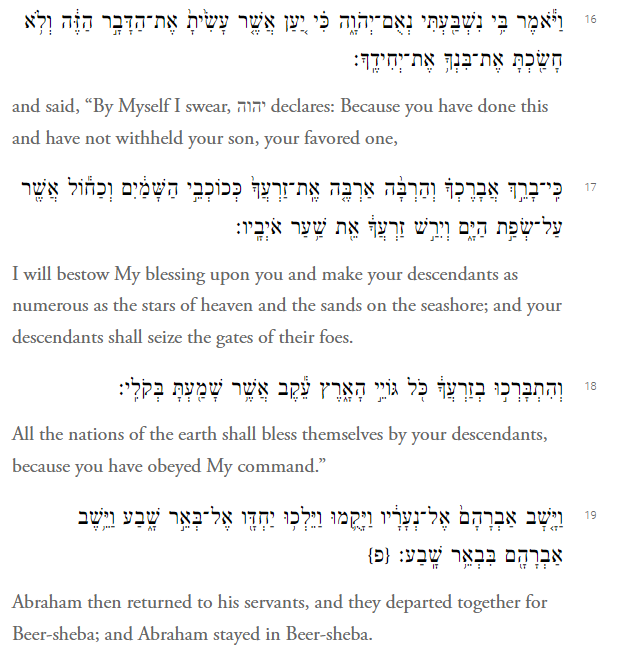 16 וַיֹּ֕אמֶר בִּ֥י נִשְׁבַּ֖עְתִּי נְאֻם־יְהֹוָ֑ה כִּ֗י יַ֚עַן אֲשֶׁ֤ר עָשִׂ֙יתָ֙ אֶת־הַדָּבָ֣ר הַזֶּ֔ה וְלֹ֥א
חָשַׂ֖כְתָּ אֶת־בִּנְךָ֥ אֶת־יְחִידֶֽךָ׃
and said, “By Myself I swear, יהוה declares: Because you have done this
and have not withheld your son, your favored one,
17 כִּֽי־בָרֵ֣ךְ אֲבָרֶכְךָ֗ וְהַרְבָּ֨ה אַרְבֶּ֤ה אֶֽת־זַרְעֲךָ֙ כְּכוֹכְבֵ֣י הַשָּׁמַ֔יִם וְכַח֕וֹל אֲשֶׁ֖ר
עַל־שְׂפַ֣ת הַיָּ֑ם וְיִרַ֣שׁ זַרְעֲךָ֔ אֵ֖ת שַׁ֥עַר אֹיְבָֽיו׃
I will bestow My blessing upon you and make your descendants as
numerous as the stars of heaven and the sands on the seashore; and your
descendants shall seize the gates of their foes.
18 וְהִתְבָּרְכ֣וּ בְזַרְעֲךָ֔ כֹּ֖ל גּוֹיֵ֣י הָאָ֑רֶץ עֵ֕קֶב אֲשֶׁ֥ר שָׁמַ֖עְתָּ בְּקֹלִֽי׃
All the nations of the earth shall bless themselves by your descendants,
because you have obeyed My command.”
19 וַיָּ֤שׇׁב אַבְרָהָם֙ אֶל־נְעָרָ֔יו וַיָּקֻ֛מוּ וַיֵּלְכ֥וּ יַחְדָּ֖ו אֶל־בְּאֵ֣ר שָׁ֑בַע וַיֵּ֥שֶׁב
אַבְרָהָ֖ם בִּבְאֵ֥ר שָֽׁבַע׃ {פ}
Abraham then returned to his servants, and they departed together for
Beer-sheba; and Abraham stayed in Beer-sheba.